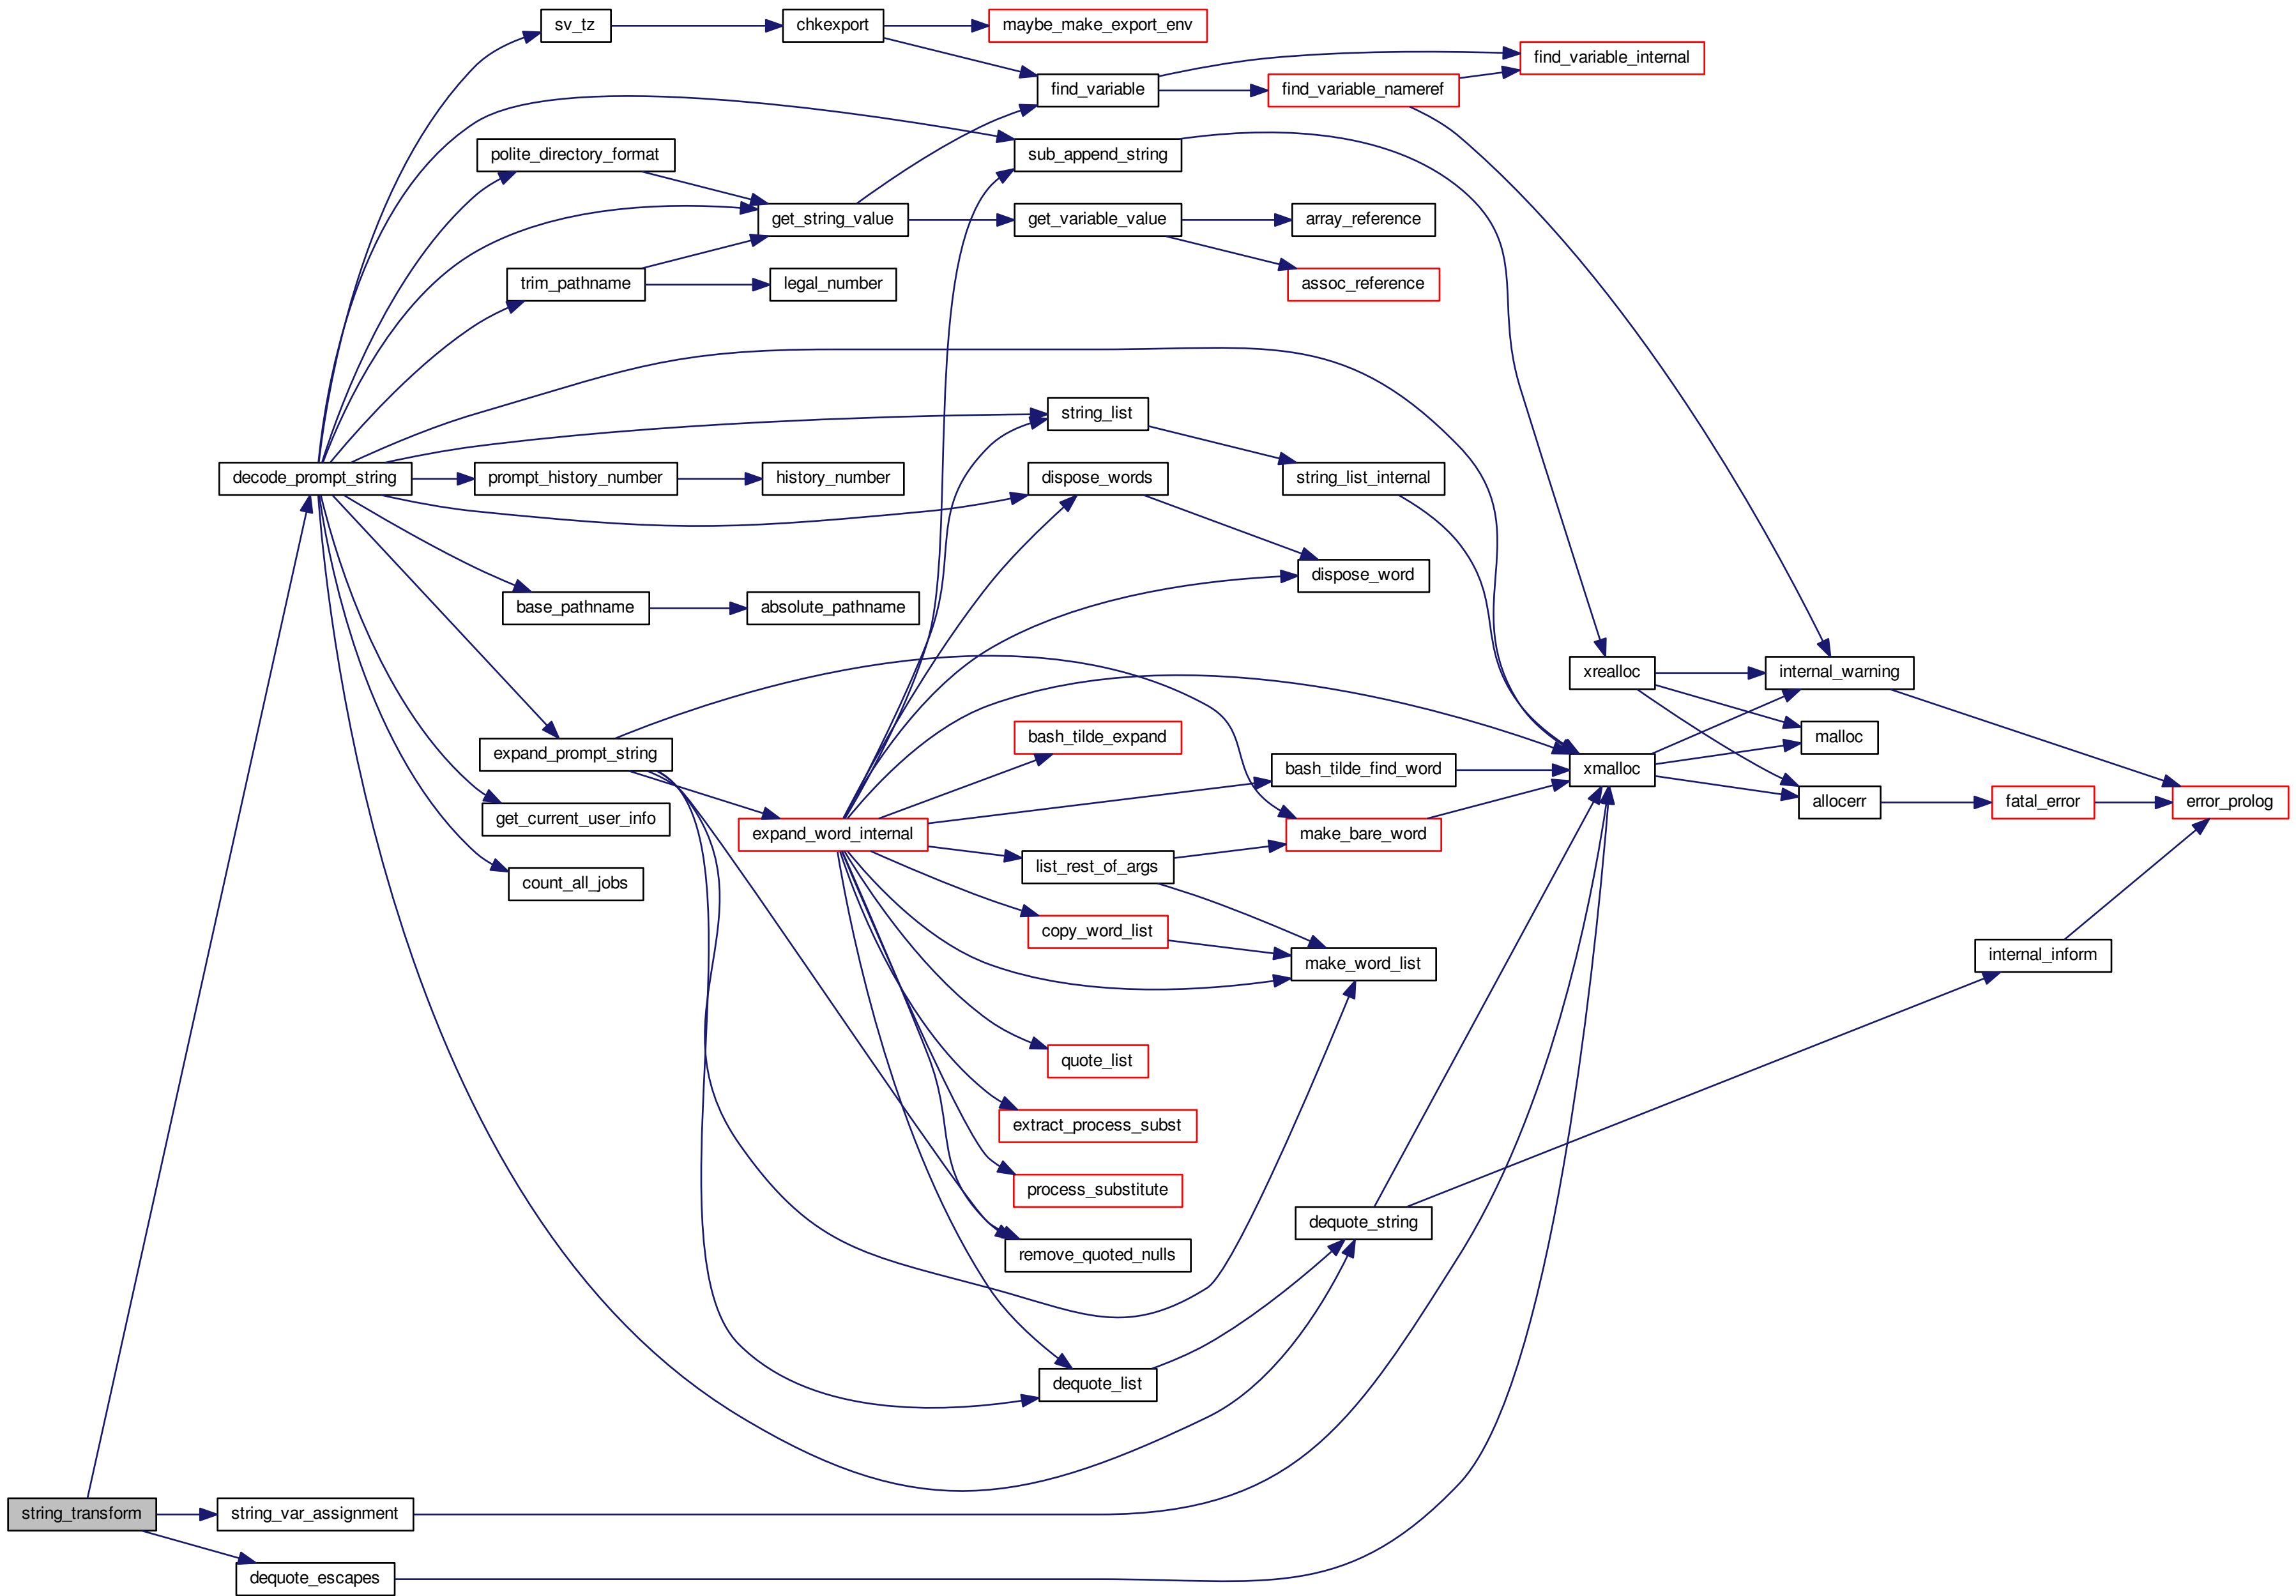 sv_tz
chkexport
maybe_make_export_env
find_variable_internal
find_variable
find_variable_nameref
polite_directory_format
sub_append_string
get_string_value
get_variable_value
array_reference
trim_pathname
legal_number
assoc_reference
string_list
decode_prompt_string
prompt_history_number
history_number
dispose_words
string_list_internal
dispose_word
base_pathname
absolute_pathname
xrealloc
internal_warning
expand_prompt_string
bash_tilde_expand
malloc
bash_tilde_find_word
xmalloc
get_current_user_info
allocerr
fatal_error
error_prolog
expand_word_internal
make_bare_word
list_rest_of_args
count_all_jobs
copy_word_list
internal_inform
make_word_list
quote_list
extract_process_subst
process_substitute
dequote_string
remove_quoted_nulls
dequote_list
string_transform
string_var_assignment
dequote_escapes